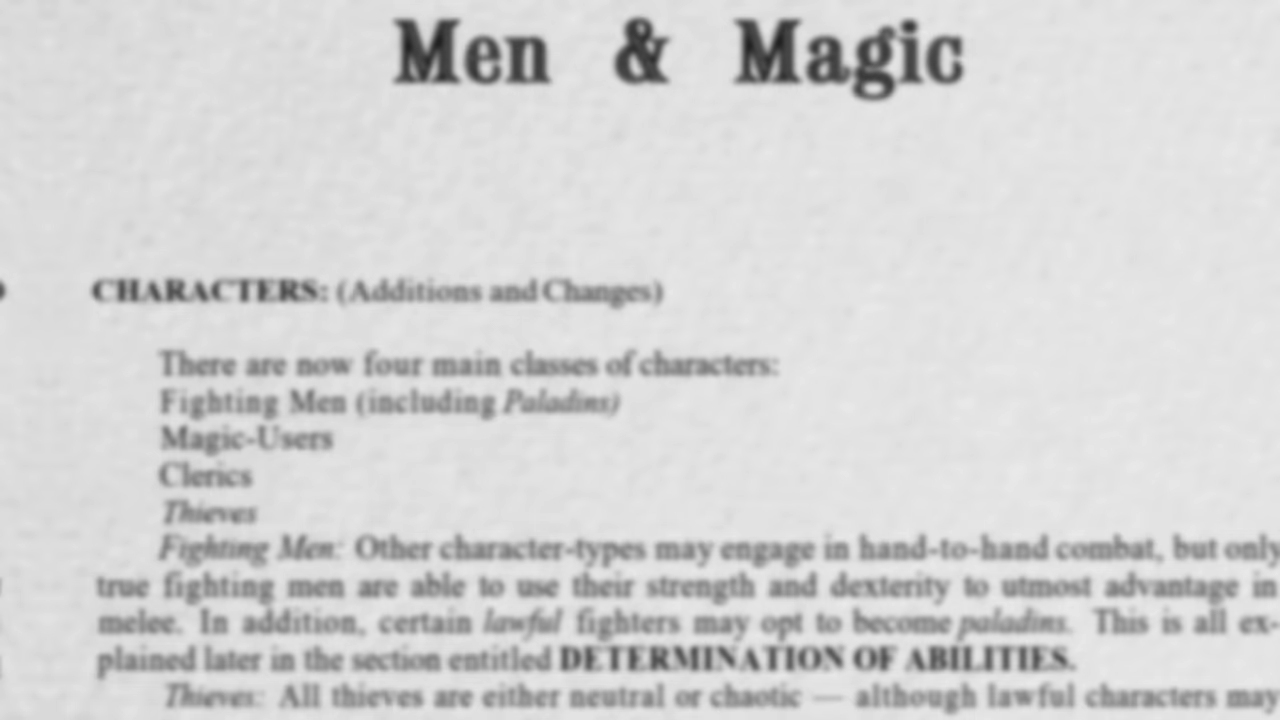 Men & Magic
CHARACTERS: (Additions and Changes)
There are now four main classes of characters:
Fighting Men (including Paladins)
Magic-Users
Clerics
Thieves
Fighting Men: Other character-types may engage in hand-to-hand combat, but only
true fighting men are able to use their strength and dexterity to utmost advantage in
melee. In addition, certain lawful fighters may opt to become paladins. This is all ex-
plained later in the section entitled DETERMINATION OF ABILITIES.
Thieves: All thieves are either neutral or chaotic — although lawful characters may